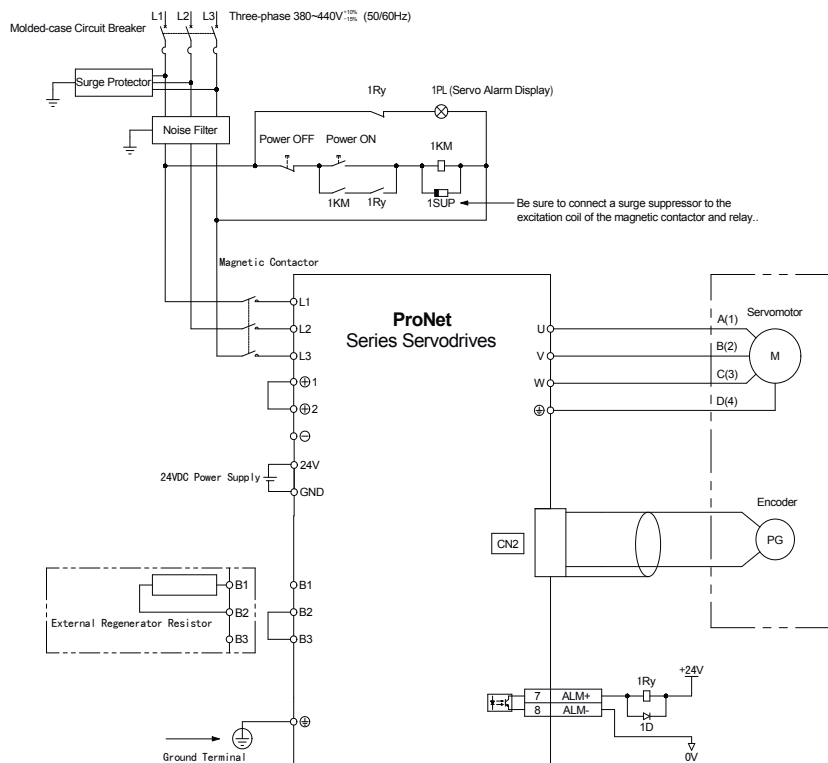 L1 L2 L3 Three-phase 380~440V +10% -15% (50/60Hz)
Molded-case Circuit Breaker
Surge Protector
1Ry 1PL (Servo Alarm Display)
Noise Filter
Power OFF Power ON 1KM
1KM 1Ry 1SUP
Be sure to connect a surge suppressor to the
excitation coil of the magnetic contactor and relay..
Magnetic Contactor
L1
L2
L3
1
2
24V
GND
24VDC Power Supply
ProNet
Series Servodrives
U
V
W
A(1)
B(2)
C(3)
D(4)
Servomotor
M
CN2
Encoder
PG
B1
B2
B3
External Regenerator Resistor
B1
B2
B3
7 ALM+
8 ALM-
1Ry
1D
+24V
0V
Ground Terminal